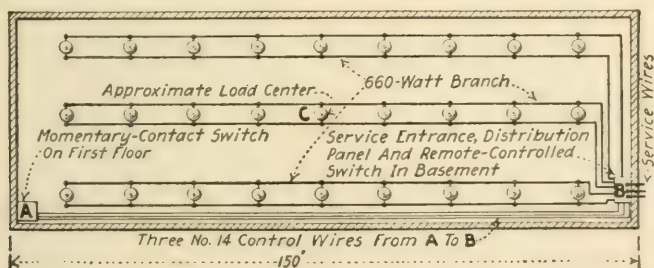 660-Watt Branch
Approximate Load Center
C
Momentary-Contact Switch
On First Floor
Service Entrance, Distribution
Panel And Remote-Controlled
Switch In Basement
Service Wires
A
B
Three No. 14 Control Wires From A To B
150"